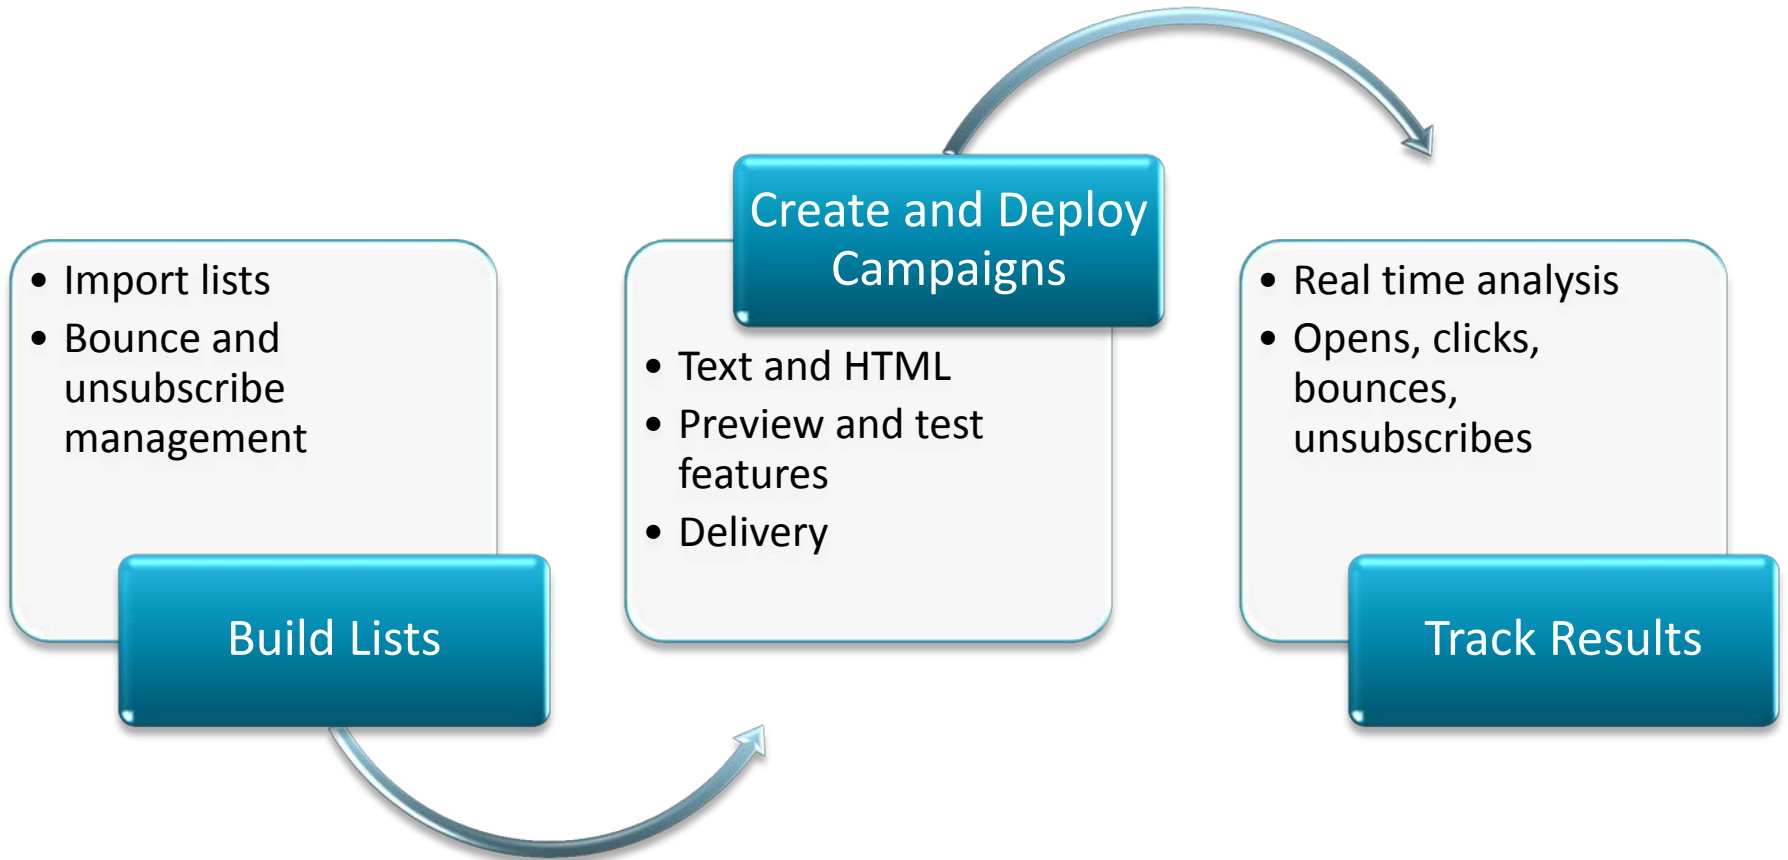 • Import lists
• Bounce and
unsubscribe
management
Build Lists
Create and Deploy
Campaigns
• Text and HTML
• Preview and test
features
• Delivery
• Real time analysis
• Opens, clicks,
bounces,
unsubscribes
Track Results